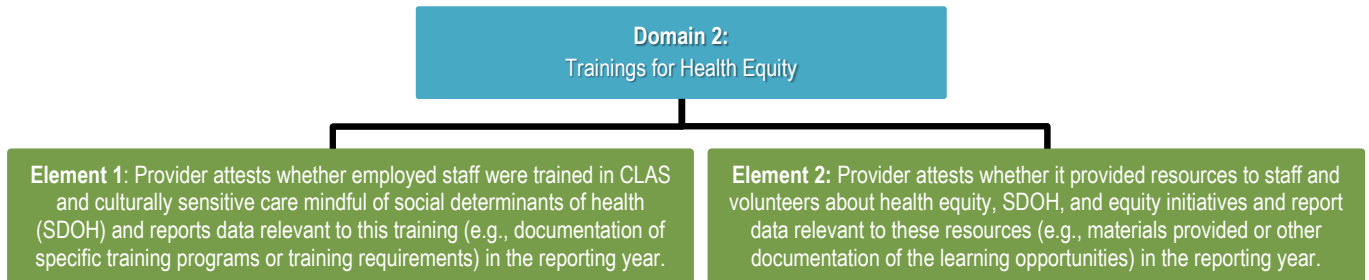 Domain 2:
Trainings for Health Equity
Element 1: Provider attests whether employed staff were trained in CLAS
and culturally sensitive care mindful of social determinants of health
(SDOH) and reports data relevant to this training (e.g., documentation of
specific training programs or training requirements) in the reporting year.
Element 2: Provider attests whether it provided resources to staff and
volunteers about health equity, SDOH, and equity initiatives and report
data relevant to these resources (e.g., materials provided or other
documentation of the learning opportunities) in the reporting year.